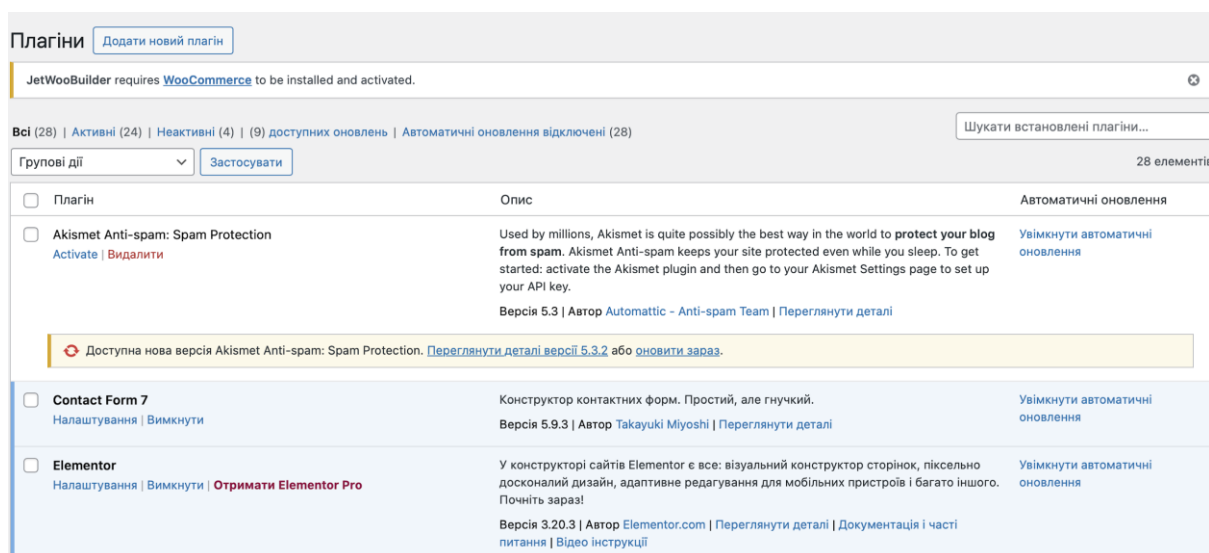 Плагіни Додати новий плагін
JetWooBuilder requires WooCommerce to be installed and activated.
Всі (28) | Активні (24) | Неактивні (4) | (9) доступних оновлень | Автоматичні оновлення відключені (28)
Шукати встановлені плагіни...
Групові дії Застосувати
28 елементів
Плагін Опис Автоматичні оновлення
Akismet Anti-spam: Spam Protection
Activate | Видалити
Used by millions, Akismet is quite possibly the best way in the world to protect your blog
from spam. Akismet Anti-spam keeps your site protected even while you sleep. To get
started: activate the Akismet plugin and then go to your Akismet Settings page to set up
your API key.
Версія 5.3 | Автор Automattic - Anti-spam Team | Переглянути деталі
Увімкнути автоматичні
оновлення
Доступна нова версія Akismet Anti-spam: Spam Protection. Переглянути деталі версії 5.3.2 або оновити зараз.
Contact Form 7
Налаштування | Вимкнути
Конструктор контактних форм. Простий, але гнучкий.
Версія 5.9.3 | Автор Takayuki Miyoshi | Переглянути деталі
Увімкнути автоматичні
оновлення
Elementor
Налаштування | Вимкнути | Отримати Elementor Pro
У конструкторі сайтів Elementor є все: візуальний конструктор сторінок, піксельно
досконалий дизайн, адаптивне редагування для мобільних пристроїв і багато іншого.
Почніть зараз!
Версія 3.20.3 | Автор Elementor.com | Переглянути деталі | Документація і часті
питання | Відео інструкції
Увімкнути автоматичні
оновлення